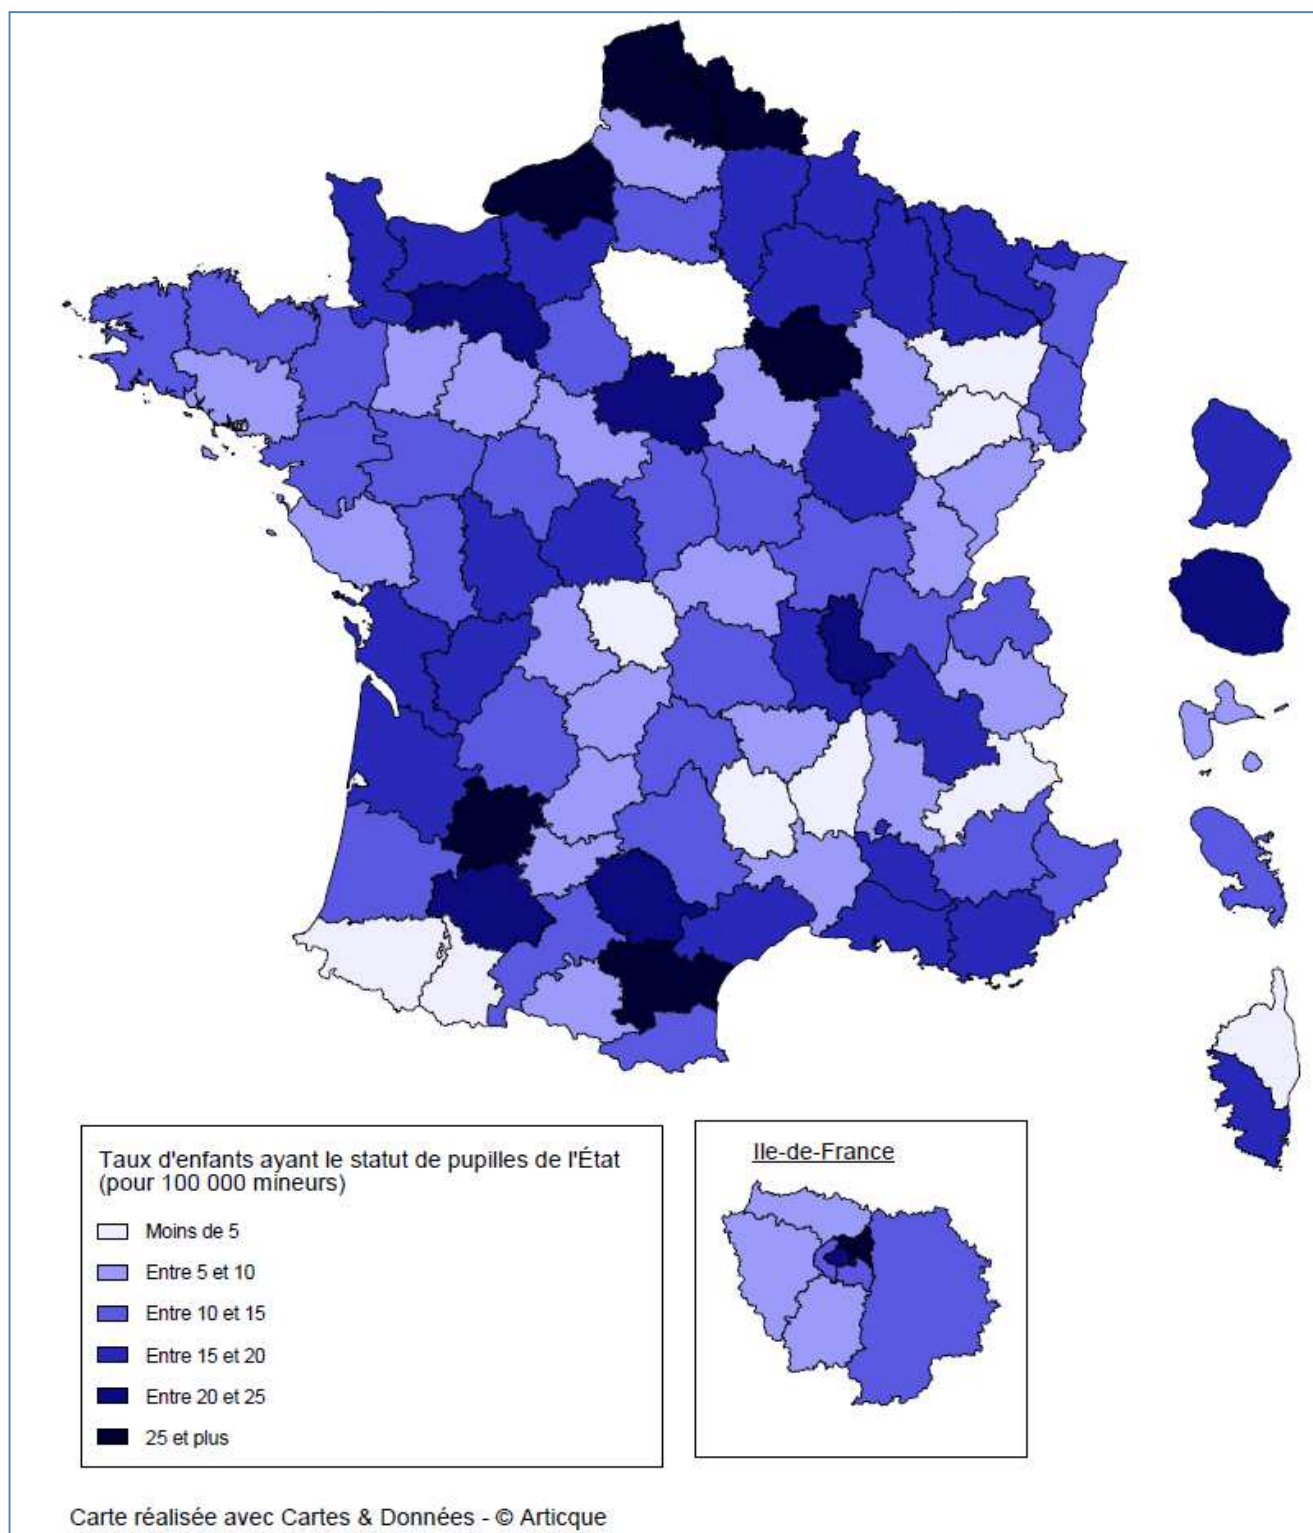 Taux d'enfants ayant le statut de pupilles de l'État
(pour 100 000 mineurs)
Moins de 5
Entre 5 et 10
Entre 10 et 15
Entre 15 et 20
Entre 20 et 25
25 et plus
Ile-de-France
Carte réalisée avec Cartes & Données - © Articque